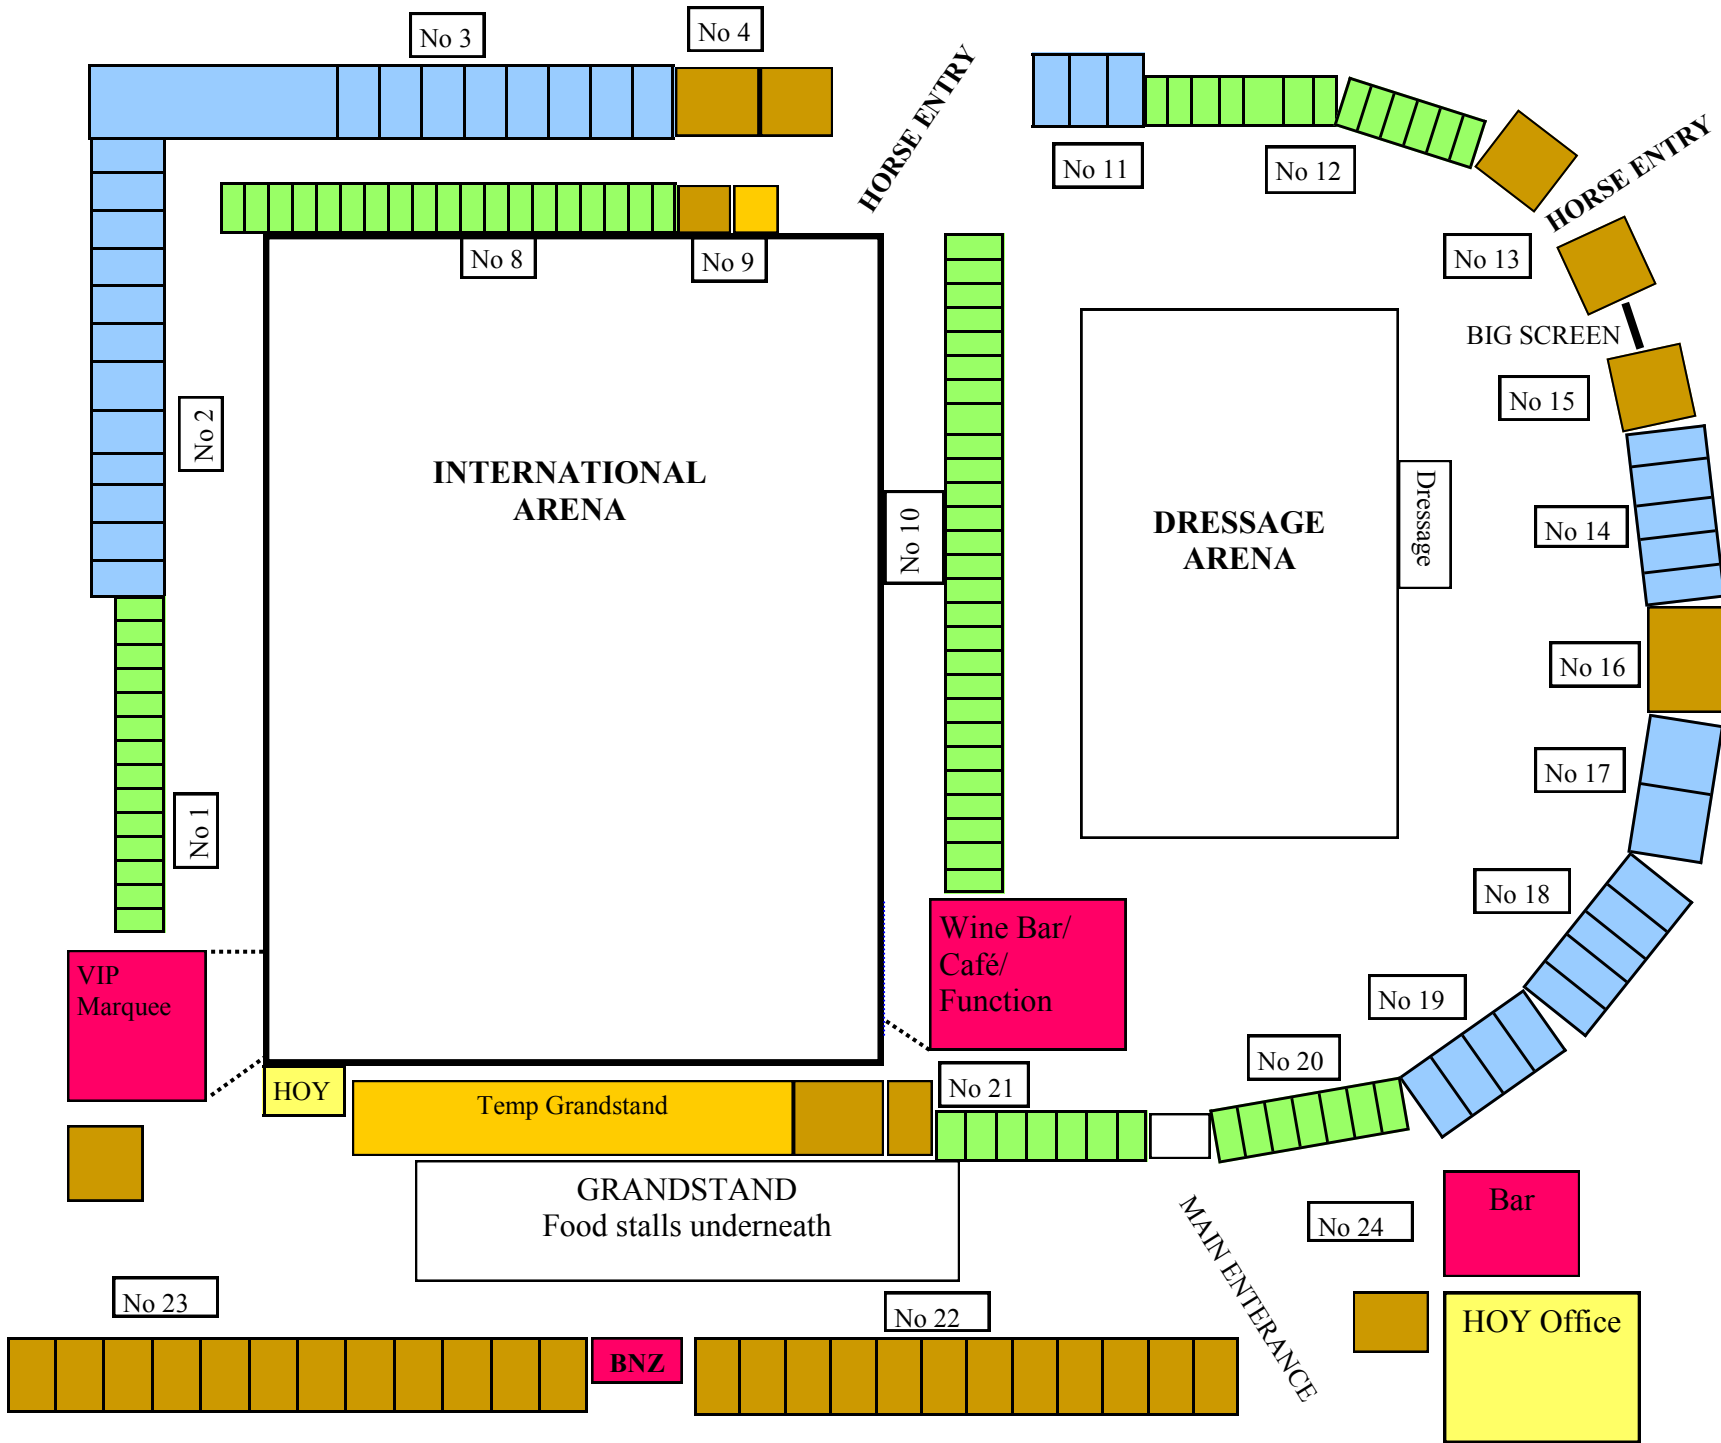 No 3
No 4
HORSE ENTRY
No 11
No 12
HORSE ENTRY
No 8
No 9
No 13
BIG SCREEN
No 15
No 2
INTERNATIONAL
ARENA
No 10
DRESSAGE
ARENA
Dressage
No 14
No 16
No 17
No 1
No 18
VIP
Marquee
Wine Bar/
Café/
Function
No 19
No 20
HOY
Temp Grandstand
No 21
GRANDSTAND
Food stalls underneath
MAIN ENTERANCE
No 24
Bar
No 23
No 22
BNZ
HOY Office